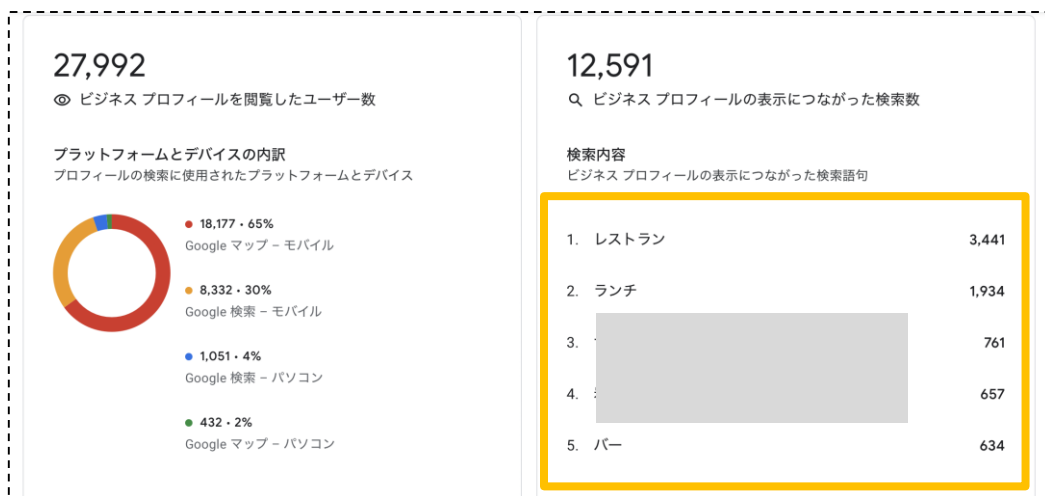 27,992
ビジネス プロフィールを閲覧したユーザー数
プラットフォームとデバイスの内訳
プロフィールの検索に使用されたプラットフォームとデバイス
18,177・65%
Google マップ – モバイル
8,332・30%
Google 検索 – モバイル
1,051・4%
Google 検索 – パソコン
432・2%
Google マップ – パソコン
12,591
ビジネス プロフィールの表示につながった検索数
検索内容
ビジネス プロフィールの表示につながった検索語句
1. レストラン 3,441
2. ランチ 1,934
3. 761
4. 657
5. バー 634